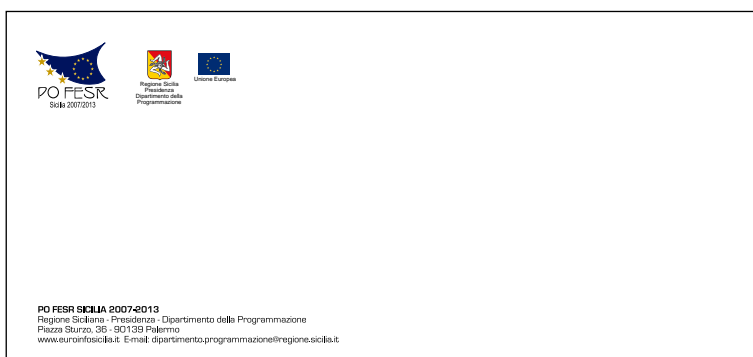 PO FESR
Sicilia 2007/2013
Regione Sicilia
Presidenza
Dipartimento della
Programmazione
Unione Europea
PO FESR SICILIA 2007-2013
Regione Siciliana - Presidenza - Dipartimento della Programmazione
Piazza Sturzo, 36 - 90139 Palermo
www.euroinfosicilia.it E-mail: dipartimento.programmazione@regione.sicilia.it